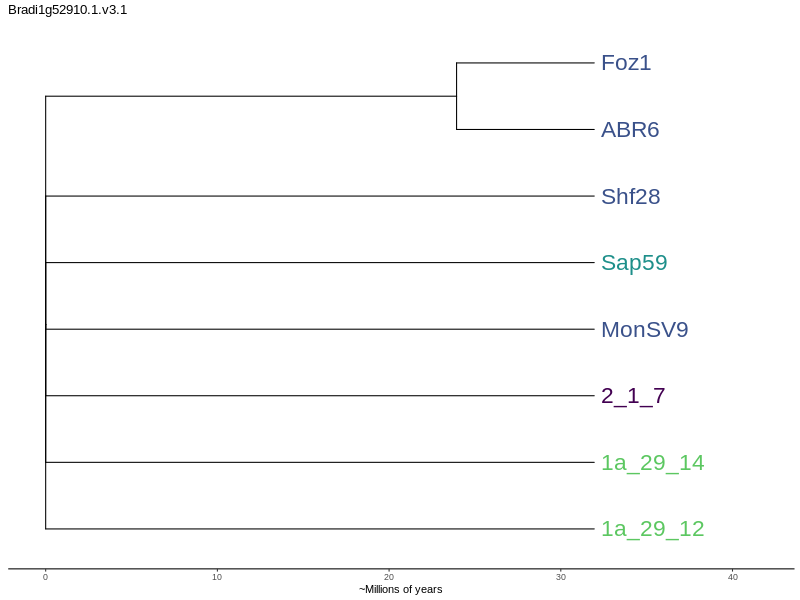 Bradi1g52910.1.v3.1
Foz1
ABR6
Shf28
Sap59
MonSV9
2_1_7
1a_29_14
1a_29_12
0 10 20 30 40
~Millions of years